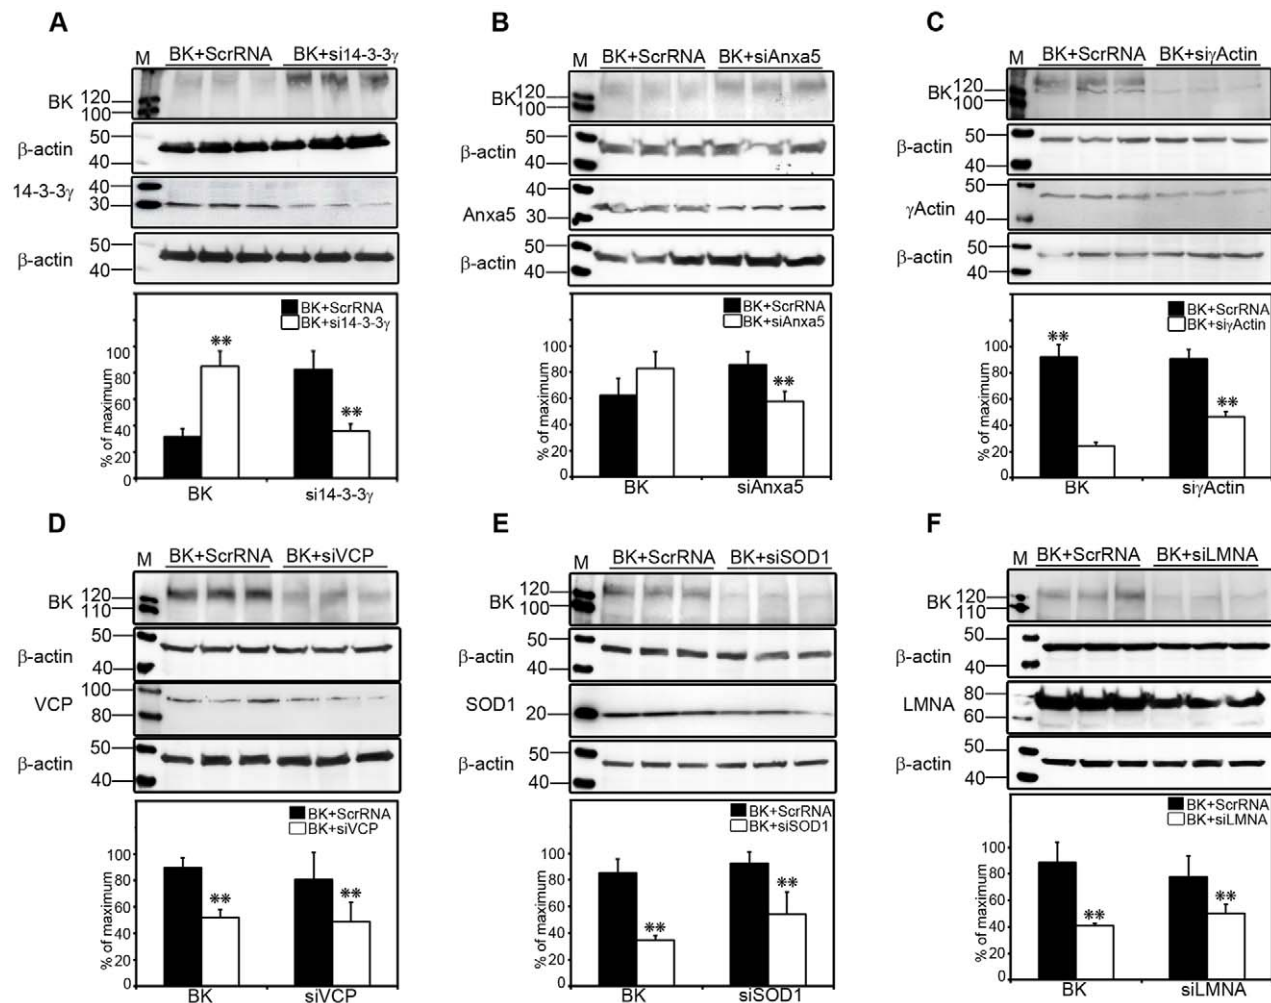 A
M BK+ScrRNA BK+si14-3-3γ
BK 120
100
β-actin 50
40
14-3-3γ 40
30
β-actin 50
40
BK+ScrRNA
BK+si14-3-3γ
% of maximum
100
80
60
40
20
0
**
**
BK si14-3-3γ
B
M BK+ScrRNA BK+siAnxa5
BK 120
100
β-actin 50
40
Anxa5 40
30
β-actin 50
40
BK+ScrRNA
BK+siAnxa5
% of maximum
100
80
60
40
20
0
**
BK siAnxa5
C
M BK+ScrRNA BK+siγActin
BK 120
100
β-actin 50
40
γActin 50
40
β-actin 50
40
BK+ScrRNA
BK+siγActin
% of maximum
100
80
60
40
20
0
**
**
BK siγActin
D
M BK+ScrRNA BK+siVCP
BK 120
110
β-actin 50
40
VCP 100
80
β-actin 50
40
BK+ScrRNA
BK+siVCP
% of maximum
100
80
60
40
20
0
**
**
BK siVCP
E
M BK+ScrRNA BK+siSOD1
BK 120
100
β-actin 50
40
SOD1 20
β-actin 50
40
BK+ScrRNA
BK+siSOD1
% of maximum
100
80
60
40
20
0
**
**
BK siSOD1
F
M BK+ScrRNA BK+siLMNA
BK 120
110
β-actin 50
40
LMNA 80
60
β-actin 50
40
BK+ScrRNA
BK+siLMNA
% of maximum
100
80
60
40
20
0
**
**
BK siLMNA